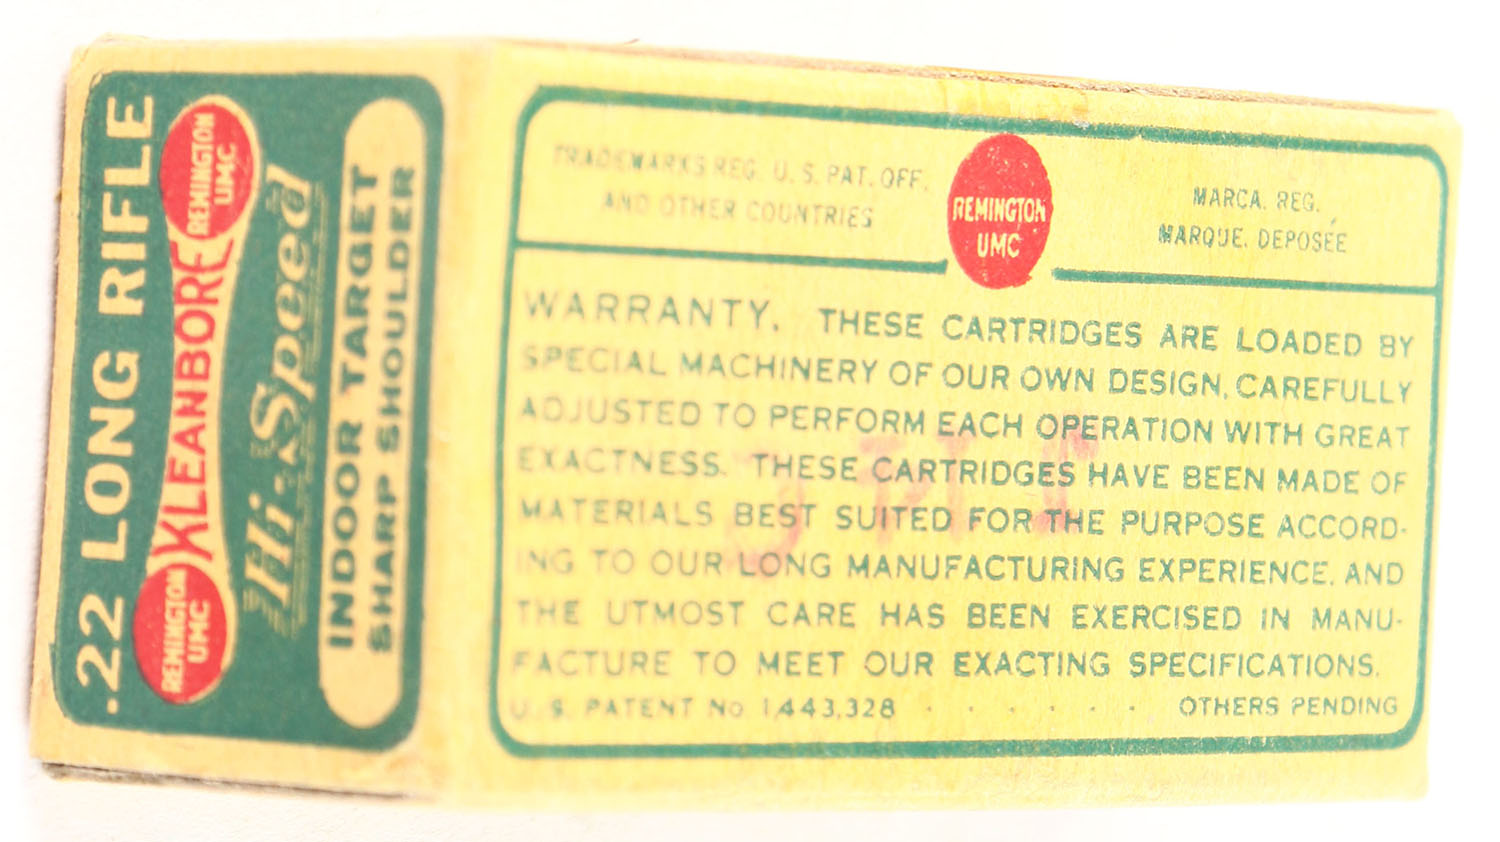 .22 LONG RIFLE
REMINGTON
UMC
KLEANBORE
REMINGTON
UMC
Hi-Speed
INDOOR TARGET
SHARP SHOULDER
TRADEMARKS REG. U.S. PAT. OFF.
AND OTHER COUNTRIES
REMINGTON
UMC
MARCA. REG.
MARQUE. DEPOSÉE
WARRANTY. THESE CARTRIDGES ARE LOADED BY
SPECIAL MACHINERY OF OUR OWN DESIGN, CAREFULLY
ADJUSTED TO PERFORM EACH OPERATION WITH GREAT
EXACTNESS. THESE CARTRIDGES HAVE BEEN MADE OF
MATERIALS BEST SUITED FOR THE PURPOSE ACCORD-
ING TO OUR LONG MANUFACTURING EXPERIENCE, AND
THE UTMOST CARE HAS BEEN EXERCISED IN MANU-
FACTURE TO MEET OUR EXACTING SPECIFICATIONS.
U.S. PATENT No 1,443,328 . . . . . . OTHERS PENDING